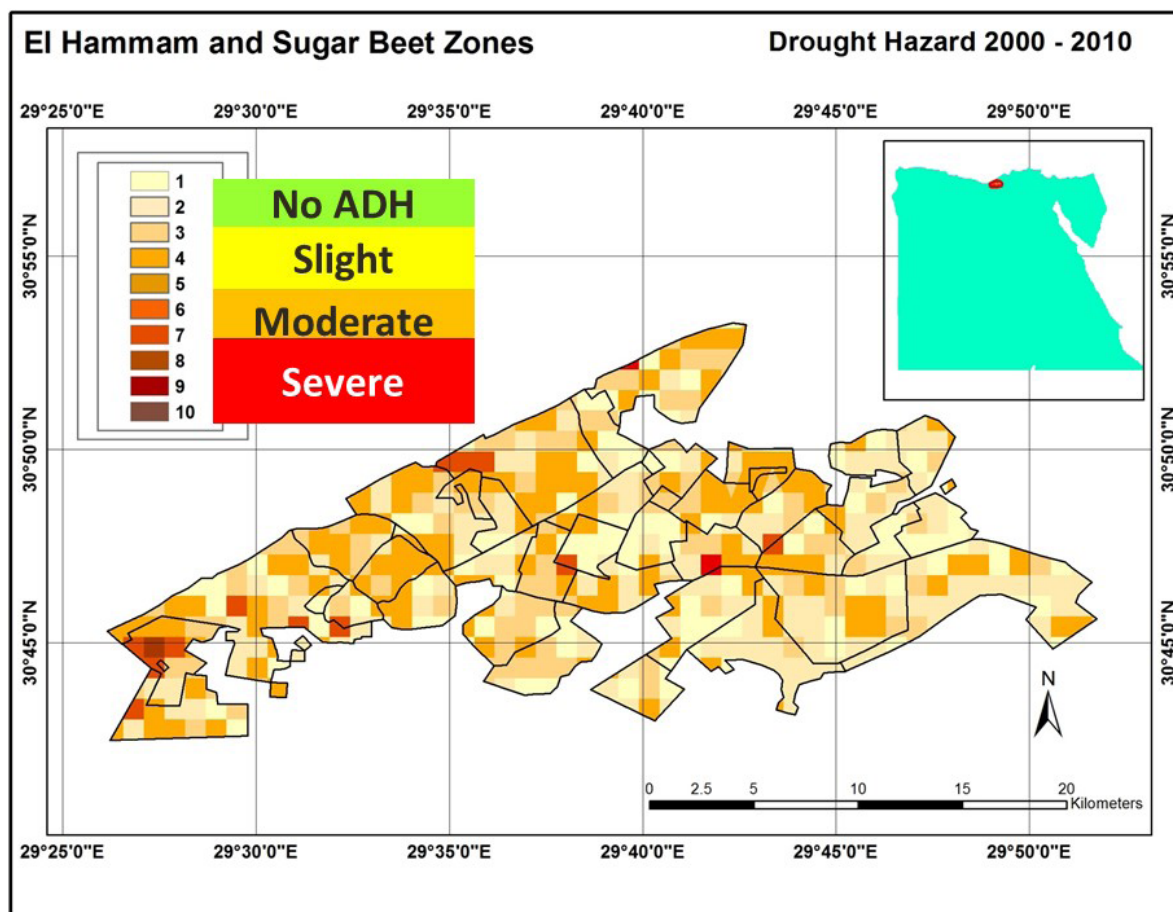 El Hammam and Sugar Beet Zones
Drought Hazard 2000 - 2010
29°25'0"E 29°30'0"E 29°35'0"E 29°40'0"E 29°45'0"E 29°50'0"E
1
2
3
4
5
6
7
8
9
10
No ADH
Slight
Moderate
Severe
30°55'0"N
30°50'0"N
30°45'0"N
30°55'0"N
30°50'0"N
30°45'0"N
N
0 2.5 5 10 15 20
Kilometers
29°25'0"E 29°30'0"E 29°35'0"E 29°40'0"E 29°45'0"E 29°50'0"E